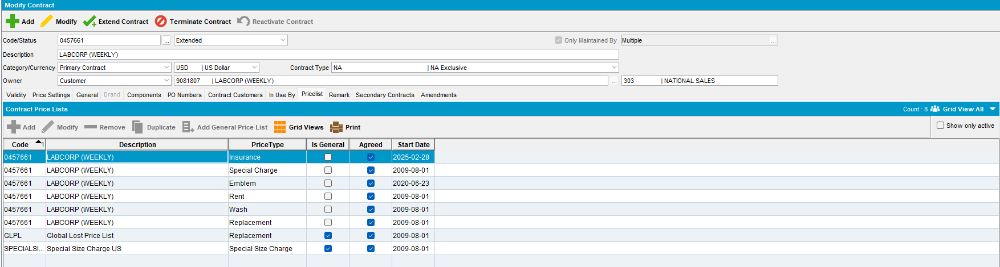 Modify Contract
Add Modify Extend Contract Terminate Contract Reactivate Contract
Code/Status 0457661 ... Extended Only Maintained By Multiple ...
Description LABCORP (WEEKLY)
Category/Currency Primary Contract USD | US Dollar Contract Type NA | NA Exclusive
Owner Customer 9081807 | LABCORP (WEEKLY) ... 303 | NATIONAL SALES
Validity Price Settings General Brand Components PO Numbers Contract Customers In Use By Pricelist Remark Secondary Contracts Amendments
Contract Price Lists Count : 8 Grid View All
Add Modify Remove Duplicate Add General Price List Grid Views Print Show only active
Code 1 Description PriceType Is General Agreed Start Date
0457661 LABCORP (WEEKLY) Insurance 2025-02-28
0457661 LABCORP (WEEKLY) Special Charge 2009-08-01
0457661 LABCORP (WEEKLY) Emblem 2020-06-23
0457661 LABCORP (WEEKLY) Rent 2009-08-01
0457661 LABCORP (WEEKLY) Wash 2009-08-01
0457661 LABCORP (WEEKLY) Replacement 2009-08-01
GLPL Global Lost Price List Replacement 2009-08-01
SPECIALSI... Special Size Charge US Special Size Charge 2009-08-01